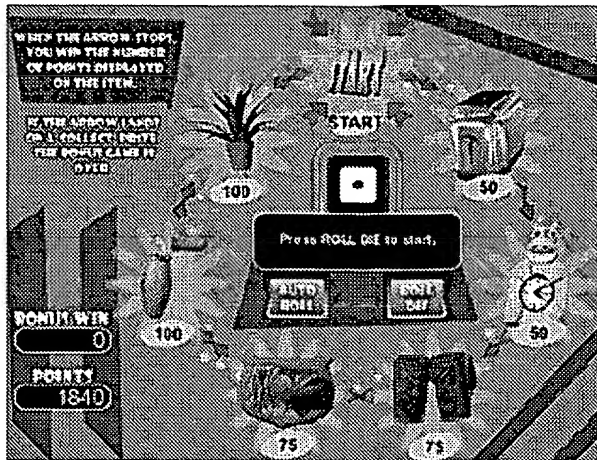 WHEN THE ARROW STOPS
YOU WIN THE NUMBER
OF POINTS DISPLAYED
ON THE ITEM.
IF THE ARROW LANDS
ON A COLLECT
THE BONUS GAME IS
OVER
START
100
50
Press ROLL DIE to start.
AUTO
ROLL
ROLL
DIE
100
50
BONUS WIN
0
POINTS
1840
75
75